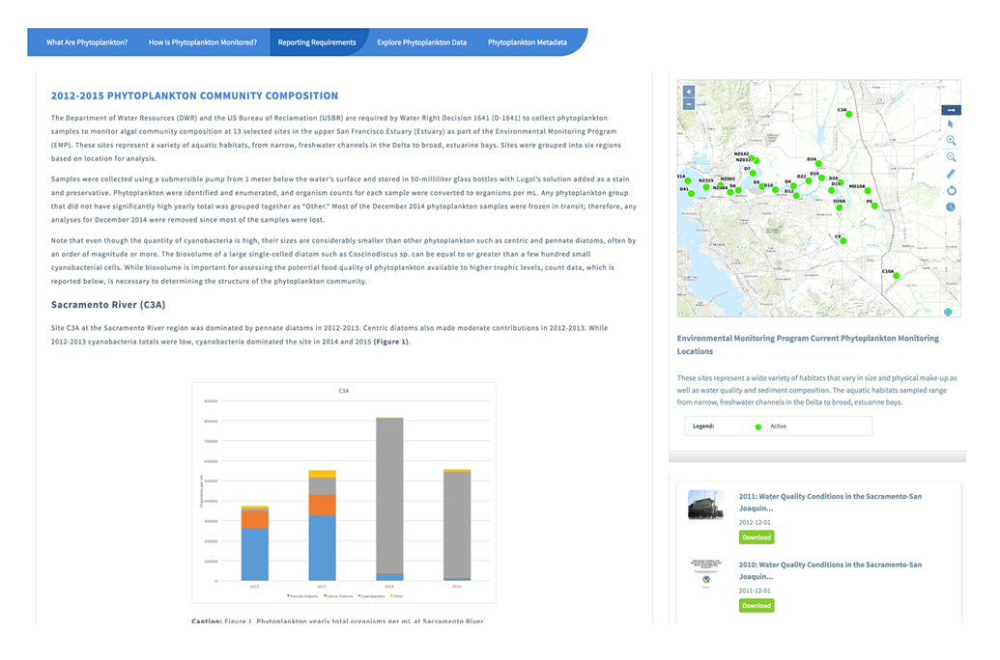 What Are Phytoplankton? How Is Phytoplankton Monitored? Reporting Requirements Explore Phytoplankton Data Phytoplankton Metadata
2012-2015 PHYTOPLANKTON COMMUNITY COMPOSITION
The Department of Water Resources (DWR) and the US Bureau of Reclamation (USBR) are required by Water Right Decision 1641 (D-1641) to collect phytoplankton
samples to monitor algal community composition at 13 selected sites in the upper San Francisco Estuary (Estuary) as part of the Environmental Monitoring Program
(EMP). These sites represent a variety of aquatic habitats, from narrow, freshwater channels in the Delta to broad, estuarine bays. Sites were grouped into six regions
based on location for analysis.
Samples were collected using a submersible pump from 1 meter below the water's surface and stored in 50-milliliter glass bottles with Lugol's solution added as a stain
and preservative. Phytoplankton were identified and enumerated, and organism counts for each sample were converted to organisms per mL. Any phytoplankton group
that did not have significantly high yearly total was grouped together as "Other." Most of the December 2014 phytoplankton samples were frozen in transit; therefore, any
analyses for December 2014 were removed since most of the samples were lost.
Note that even though the quantity of cyanobacteria is high, their sizes are considerably smaller than other phytoplankton such as centric and pennate diatoms, often by
an order of magnitude or more. The biovolume of a large single-celled diatom such as Coscinodiscus sp. can be equal to or greater than a few hundred small
cyanobacterial cells. While biovolume is important for assessing the potential food quality of phytoplankton available to higher trophic levels, count data, which is
reported below, is necessary to determining the structure of the phytoplankton community.
Sacramento River (C3A)
Site C3A at the Sacramento River region was dominated by pennate diatoms in 2012-2013. Centric diatoms also made moderate contributions in 2012-2013. While
2012-2013 cyanobacteria totals were low, cyanobacteria dominated the site in 2014 and 2015 (Figure 1).
C3A
900000
800000
700000
600000
500000
400000
300000
200000
100000
0
Organisms per mL
2012 2013 2014 2015
Pennate Diatoms Centric Diatoms Cyanobacteria Other
Caption: Figure 1. Phytoplankton yearly total organisms per mL at Sacramento River
C3A
NZS42
NZ032
D7
D24
D22
D16
D26
D19
MD10A
D41
NZ325
NZ002
NZ004
D6
D8
D10
D4
D12
D28A
P8
C9
C10A
Environmental Monitoring Program Current Phytoplankton Monitoring
Locations
These sites represent a wide variety of habitats that vary in size and physical make-up as
well as water quality and sediment composition. The aquatic habitats sampled range
from narrow, freshwater channels in the Delta to broad, estuarine bays.
Legend: Active
2011: Water Quality Conditions in the Sacramento-San
Joaquin...
2012-12-01
Download
2010: Water Quality Conditions in the Sacramento-San
Joaquin...
2011-12-01
Download